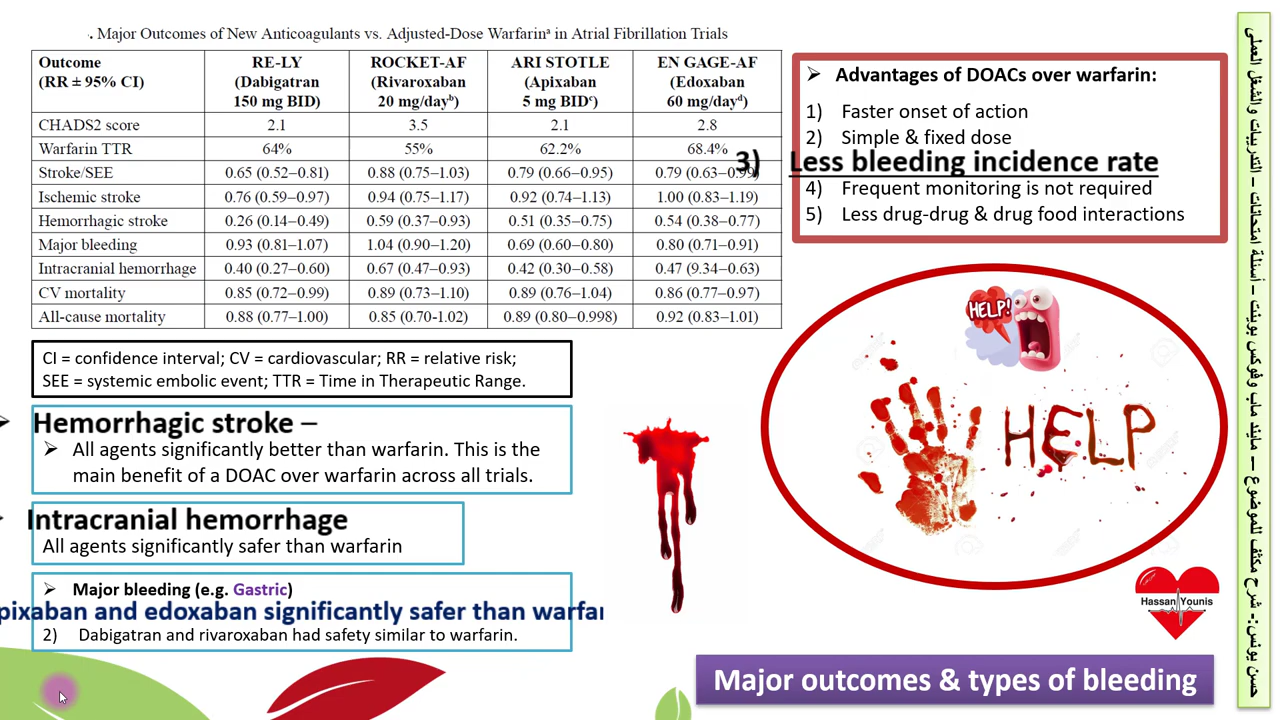 . Major Outcomes of New Anticoagulants vs. Adjusted-Dose Warfarinᵃ in Atrial Fibrillation Trials
Outcome (RR ± 95% CI) RE-LY (Dabigatran 150 mg BID) ROCKET-AF (Rivaroxaban 20 mg/dayᵇ) ARI STOTLE (Apixaban 5 mg BIDᶜ) EN GAGE-AF (Edoxaban 60 mg/dayᵈ)
CHADS2 score 2.1 3.5 2.1 2.8
Warfarin TTR 64% 55% 62.2% 68.4%
Stroke/SEE 0.65 (0.52–0.81) 0.88 (0.75–1.03) 0.79 (0.66–0.95) 0.79 (0.63–0.99)
Ischemic stroke 0.76 (0.59–0.97) 0.94 (0.75–1.17) 0.92 (0.74–1.13) 1.00 (0.83–1.19)
Hemorrhagic stroke 0.26 (0.14–0.49) 0.59 (0.37–0.93) 0.51 (0.35–0.75) 0.54 (0.38–0.77)
Major bleeding 0.93 (0.81–1.07) 1.04 (0.90–1.20) 0.69 (0.60–0.80) 0.80 (0.71–0.91)
Intracranial hemorrhage 0.40 (0.27–0.60) 0.67 (0.47–0.93) 0.42 (0.30–0.58) 0.47 (9.34–0.63)
CV mortality 0.85 (0.72–0.99) 0.89 (0.73–1.10) 0.89 (0.76–1.04) 0.86 (0.77–0.97)
All-cause mortality 0.88 (0.77–1.00) 0.85 (0.70-1.02) 0.89 (0.80–0.998) 0.92 (0.83–1.01)
CI = confidence interval; CV = cardiovascular; RR = relative risk;
SEE = systemic embolic event; TTR = Time in Therapeutic Range.
Hemorrhagic stroke –
➢ All agents significantly better than warfarin. This is the
main benefit of a DOAC over warfarin across all trials.
Intracranial hemorrhage
All agents significantly safer than warfarin
➢ Major bleeding (e.g. Gastric)
pixaban and edoxaban significantly safer than warfa
2) Dabigatran and rivaroxaban had safety similar to warfarin.
➢ Advantages of DOACs over warfarin:
1) Faster onset of action
2) Simple & fixed dose
3) Less bleeding incidence rate
4) Frequent monitoring is not required
5) Less drug-drug & drug food interactions
HELP!
HELP
Hassan Younis
Major outcomes & types of bleeding
حسن يونس:- شرح مكثف للموضوع – مايند ماب وفوكس بوينت – أسئلة امتحانات – التدريبات والشغل العملى